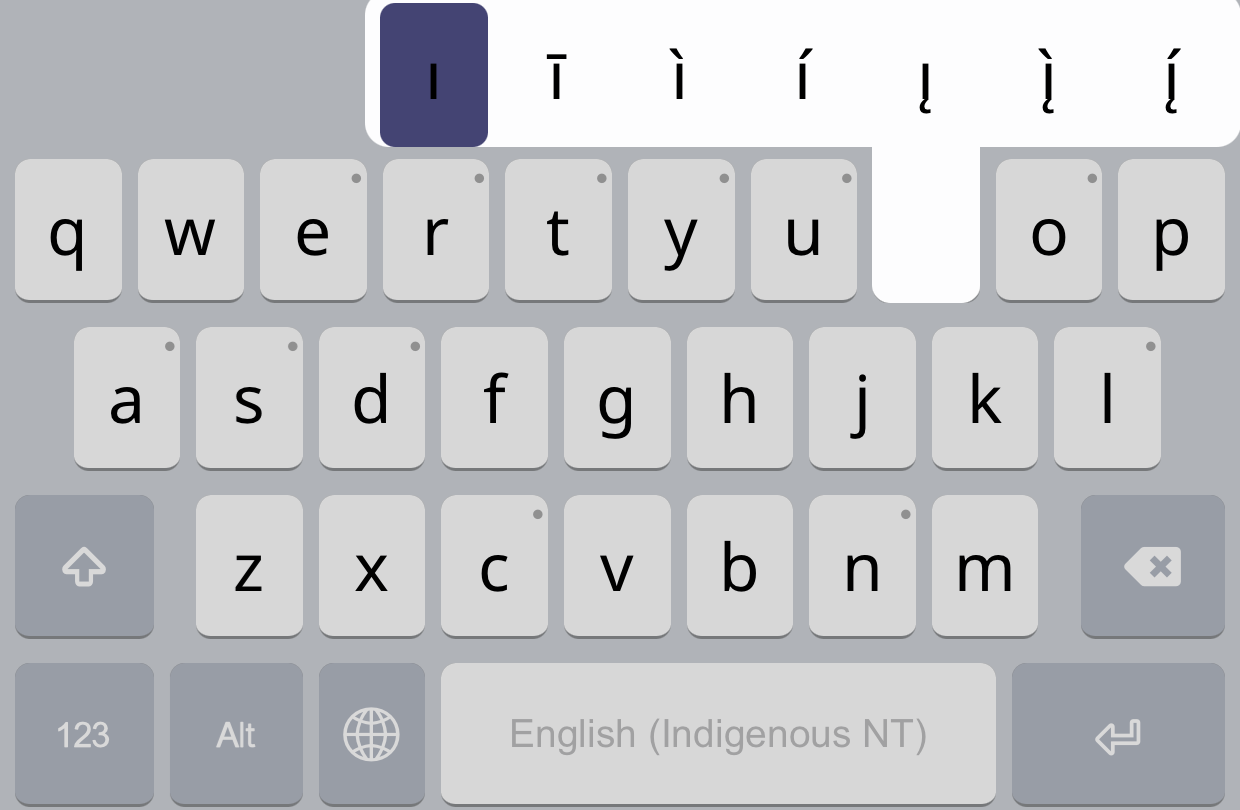 ı ī ì í ı̨ į̀ į́
q w e r t y u o p
a s d f g h j k l
z x c v b n m
123 Alt English (Indigenous NT)